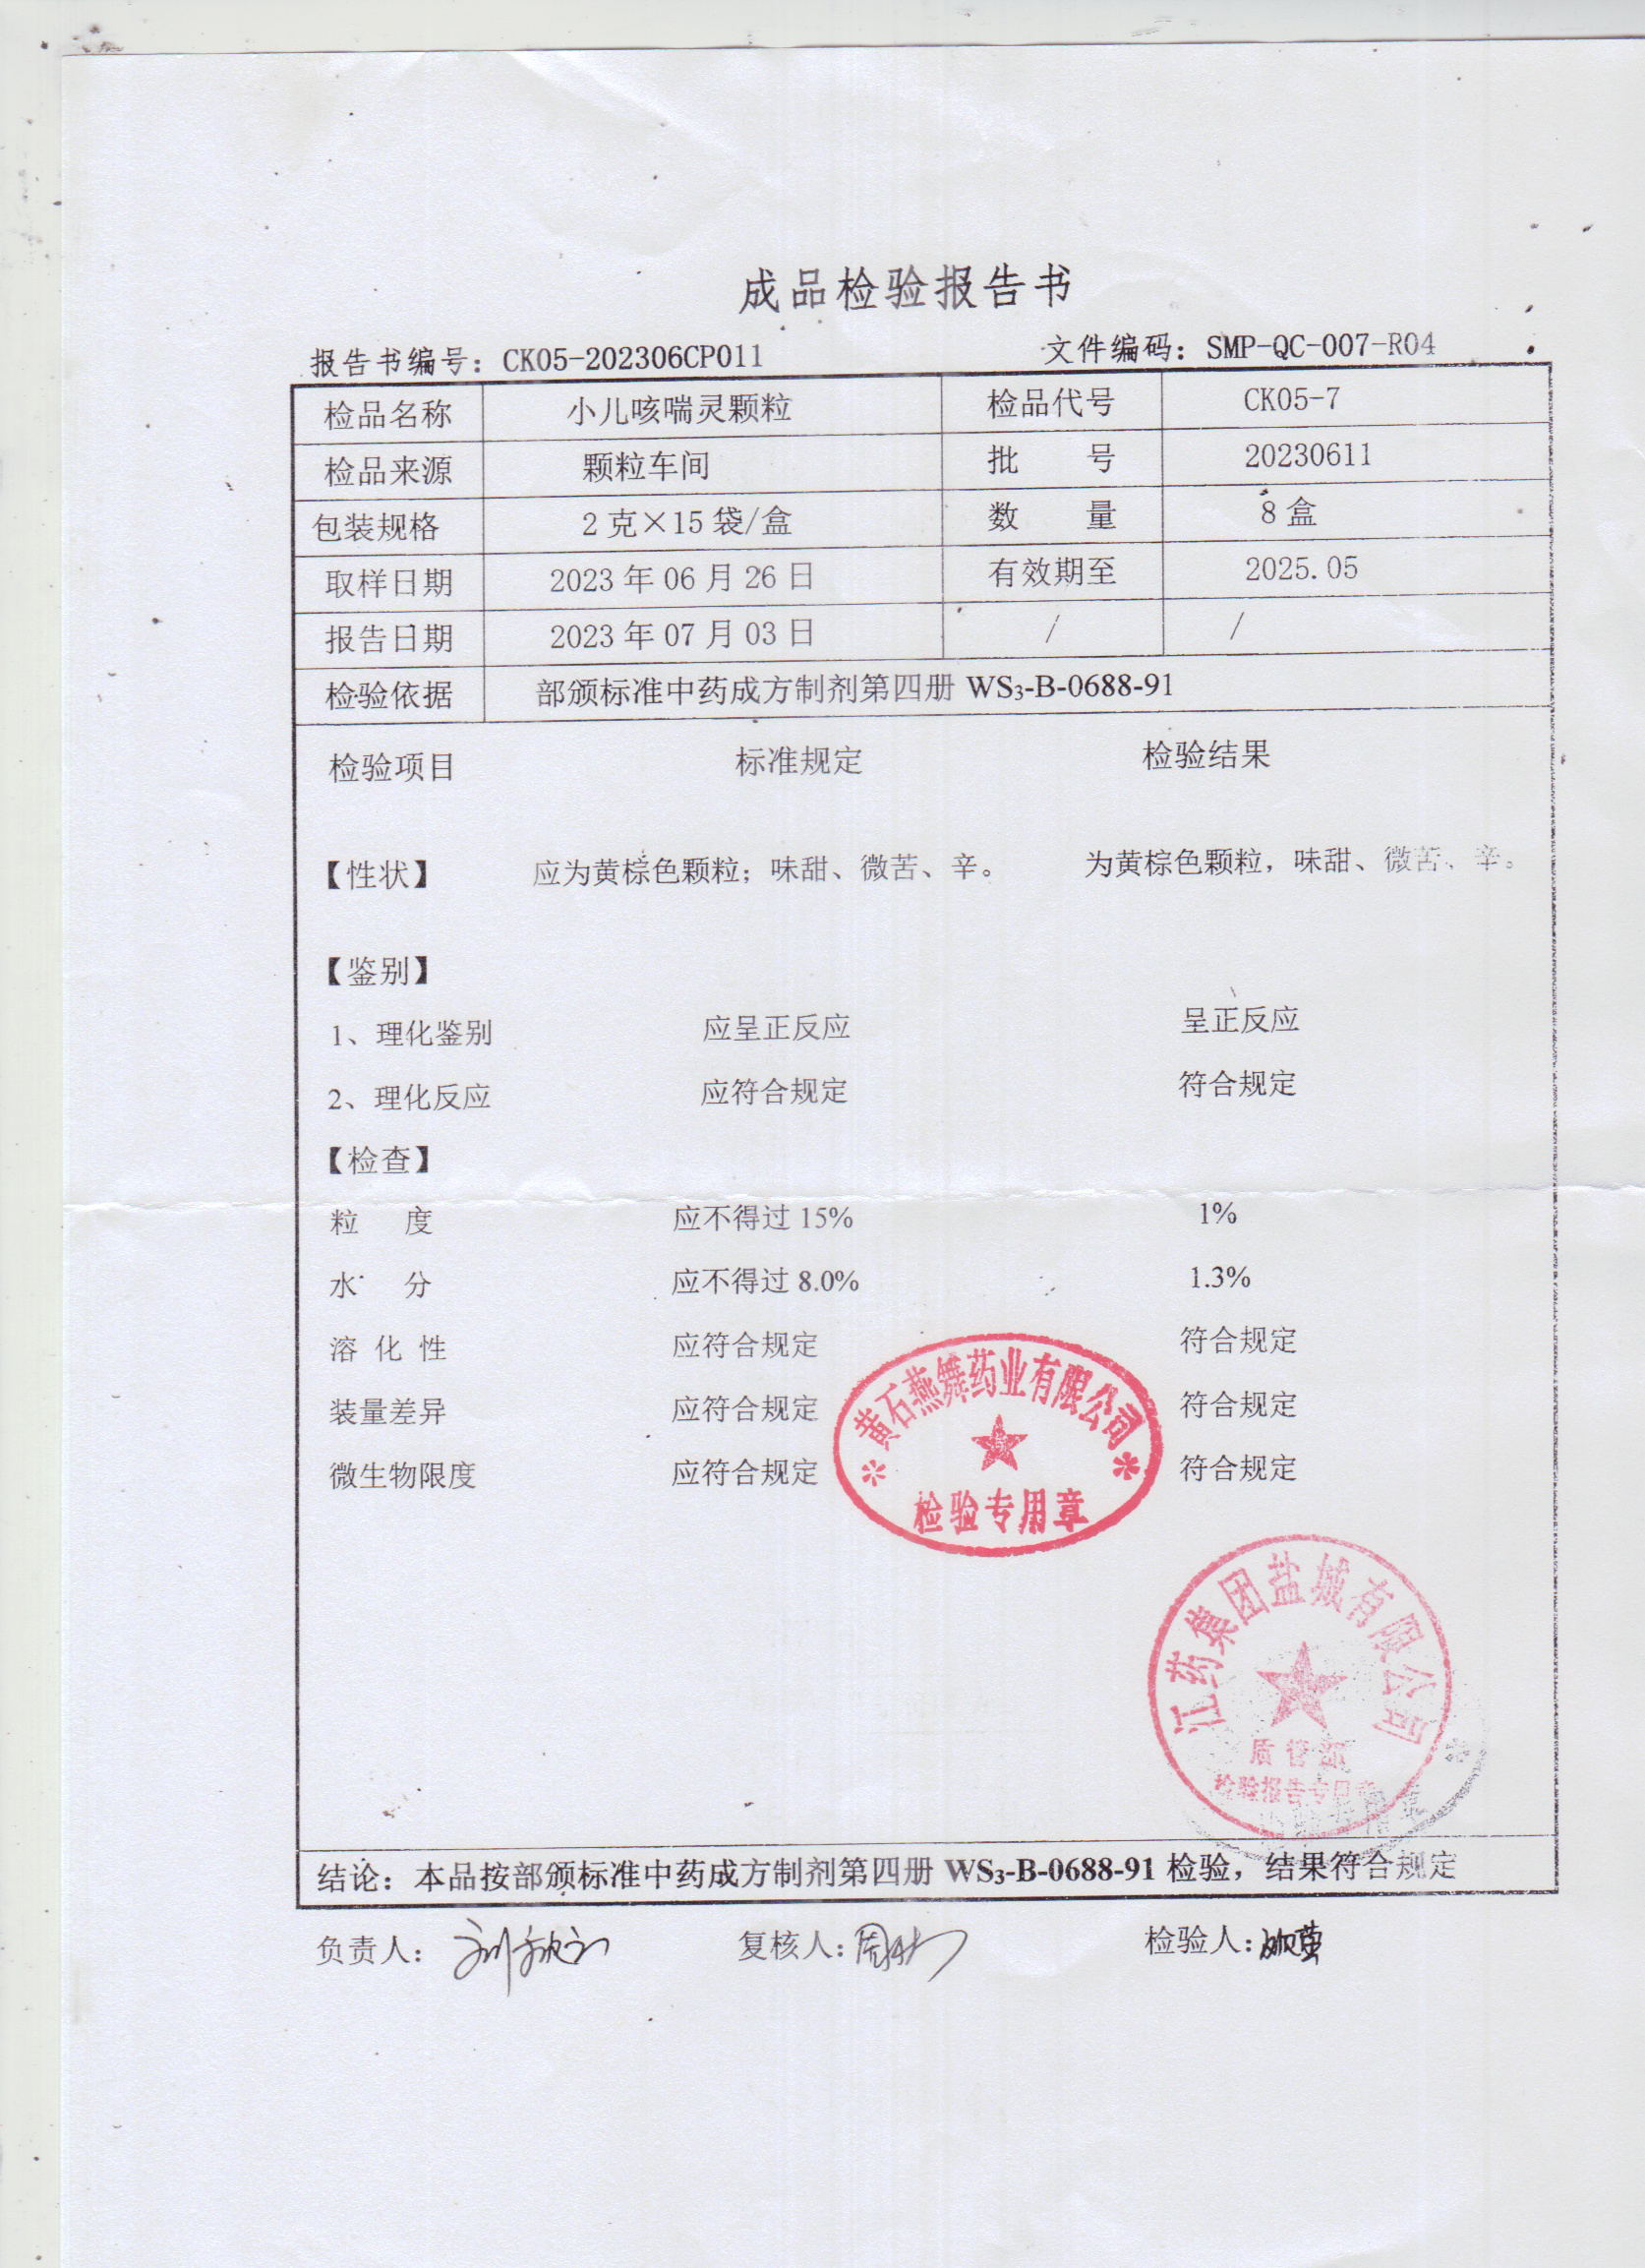 成品检验报告书
报告书编号：CK05-202306CP011 文件编码：SMP-QC-007-R04
检品名称 小儿咳喘灵颗粒 检品代号 CK05-7
检品来源 颗粒车间 批 号 20230611
包装规格 2克×15袋/盒 数 量 8盒
取样日期 2023年06月26日 有效期至 2025.05
报告日期 2023年07月03日 / /
检验依据 部颁标准中药成方制剂第四册 WS₃-B-0688-91
检验项目 标准规定 检验结果
【性状】 应为黄棕色颗粒；味甜、微苦、辛。 为黄棕色颗粒，味甜、微苦、辛。
【鉴别】
1、理化鉴别 应呈正反应 呈正反应
2、理化反应 应符合规定 符合规定
【检查】
粒 度 应不得过15% 1%
水 分 应不得过8.0% 1.3%
溶 化 性 应符合规定 符合规定
装量差异 应符合规定 符合规定
微生物限度 应符合规定 符合规定
黄石燕舞药业有限公司
检验专用章
江药集团盐城有限公司
质管部
检验报告专用章
结论：本品按部颁标准中药成方制剂第四册 WS₃-B-0688-91 检验，结果符合规定
负责人： 复核人： 检验人：